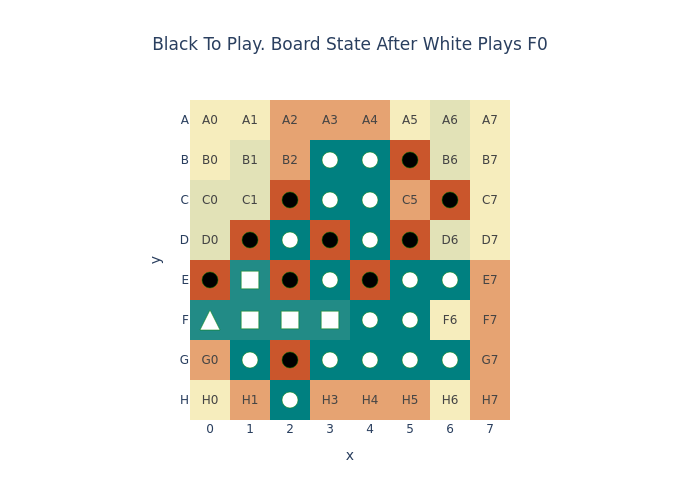 Black To Play. Board State After White Plays F0
A A0 A1 A2 A3 A4 A5 A6 A7
B B0 B1 B2 B6 B7
C C0 C1 C5 C7
D D0 D6 D7
y
E E7
F F6 F7
G G0 G7
H H0 H1 H3 H4 H5 H6 H7
0 1 2 3 4 5 6 7
x